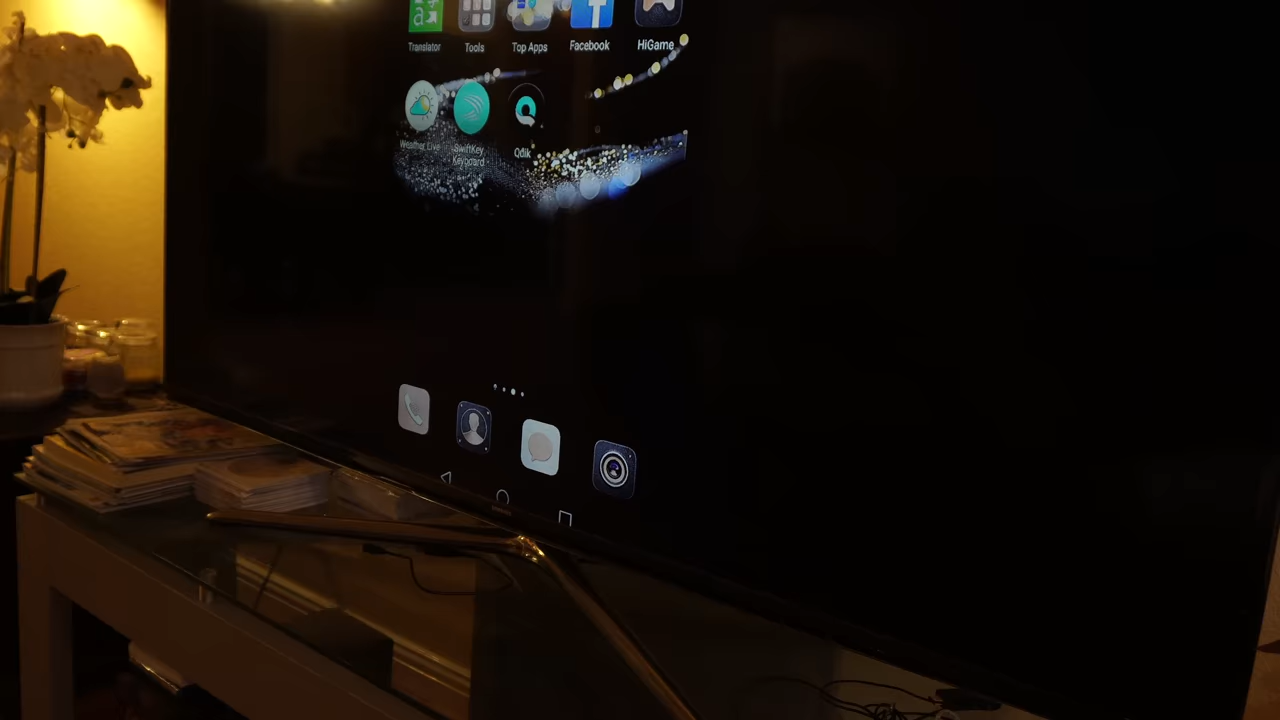 a
Translator
Tools
Top Apps
f
Facebook
HiGame
Weather Live
SwiftKey
Keyboard
Qdik